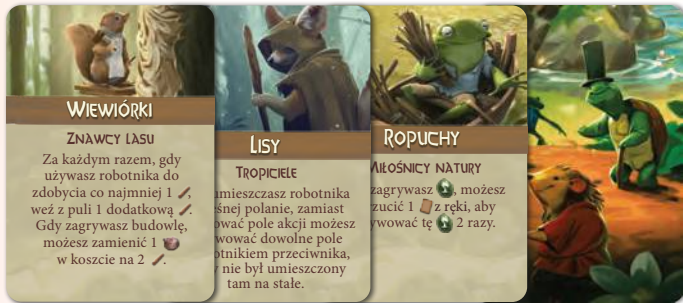 WIEWIÓRKI
ZNAWCY LASU
Za każdym razem, gdy
używasz robotnika do
zdobycia co najmniej 1 ,
weź z puli 1 dodatkową .
Gdy zagrywasz budowlę,
możesz zamienić 1
w koszcie na 2 .
LISY
TROPICIELE
umieszczasz robotnika
polanie, zamiast
pole akcji możesz
dowolne pole
przeciwnika,
nie był umieszczony
tam na stałe.
ROPUCHY
MIŁOŚNICY NATURY
zagrywasz , możesz
1 z ręki, aby
tę 2 razy.